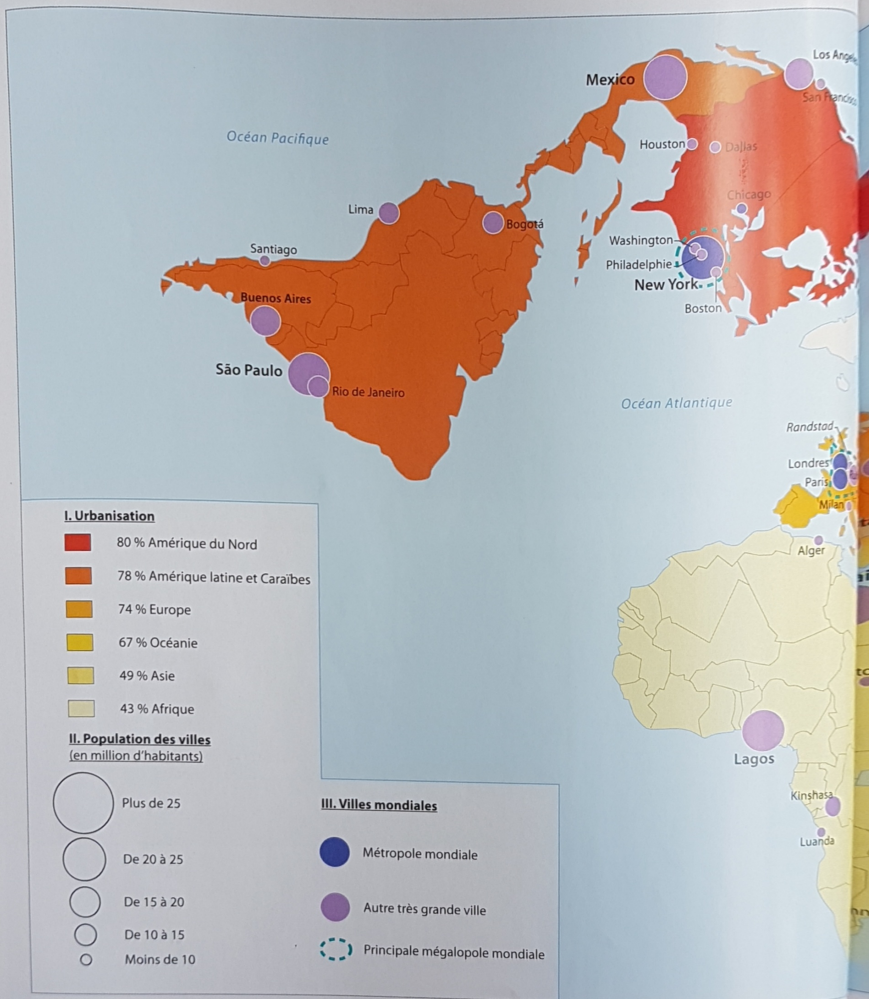 Océan Pacifique
Mexico
Los Angele
San Francisco
Houston
Dallas
Chicago
Lima
Bogotá
Washington
Santiago
Philadelphie
Buenos Aires
New York
Boston
São Paulo
Rio de Janeiro
Océan Atlantique
Randstad
Londres
Paris
Milan
Alger
Lagos
Kinshasa
Luanda
I. Urbanisation
80 % Amérique du Nord
78 % Amérique latine et Caraïbes
74 % Europe
67 % Océanie
49 % Asie
43 % Afrique
II. Population des villes
(en million d'habitants)
Plus de 25
De 20 à 25
De 15 à 20
De 10 à 15
Moins de 10
III. Villes mondiales
Métropole mondiale
Autre très grande ville
Principale mégalopole mondiale